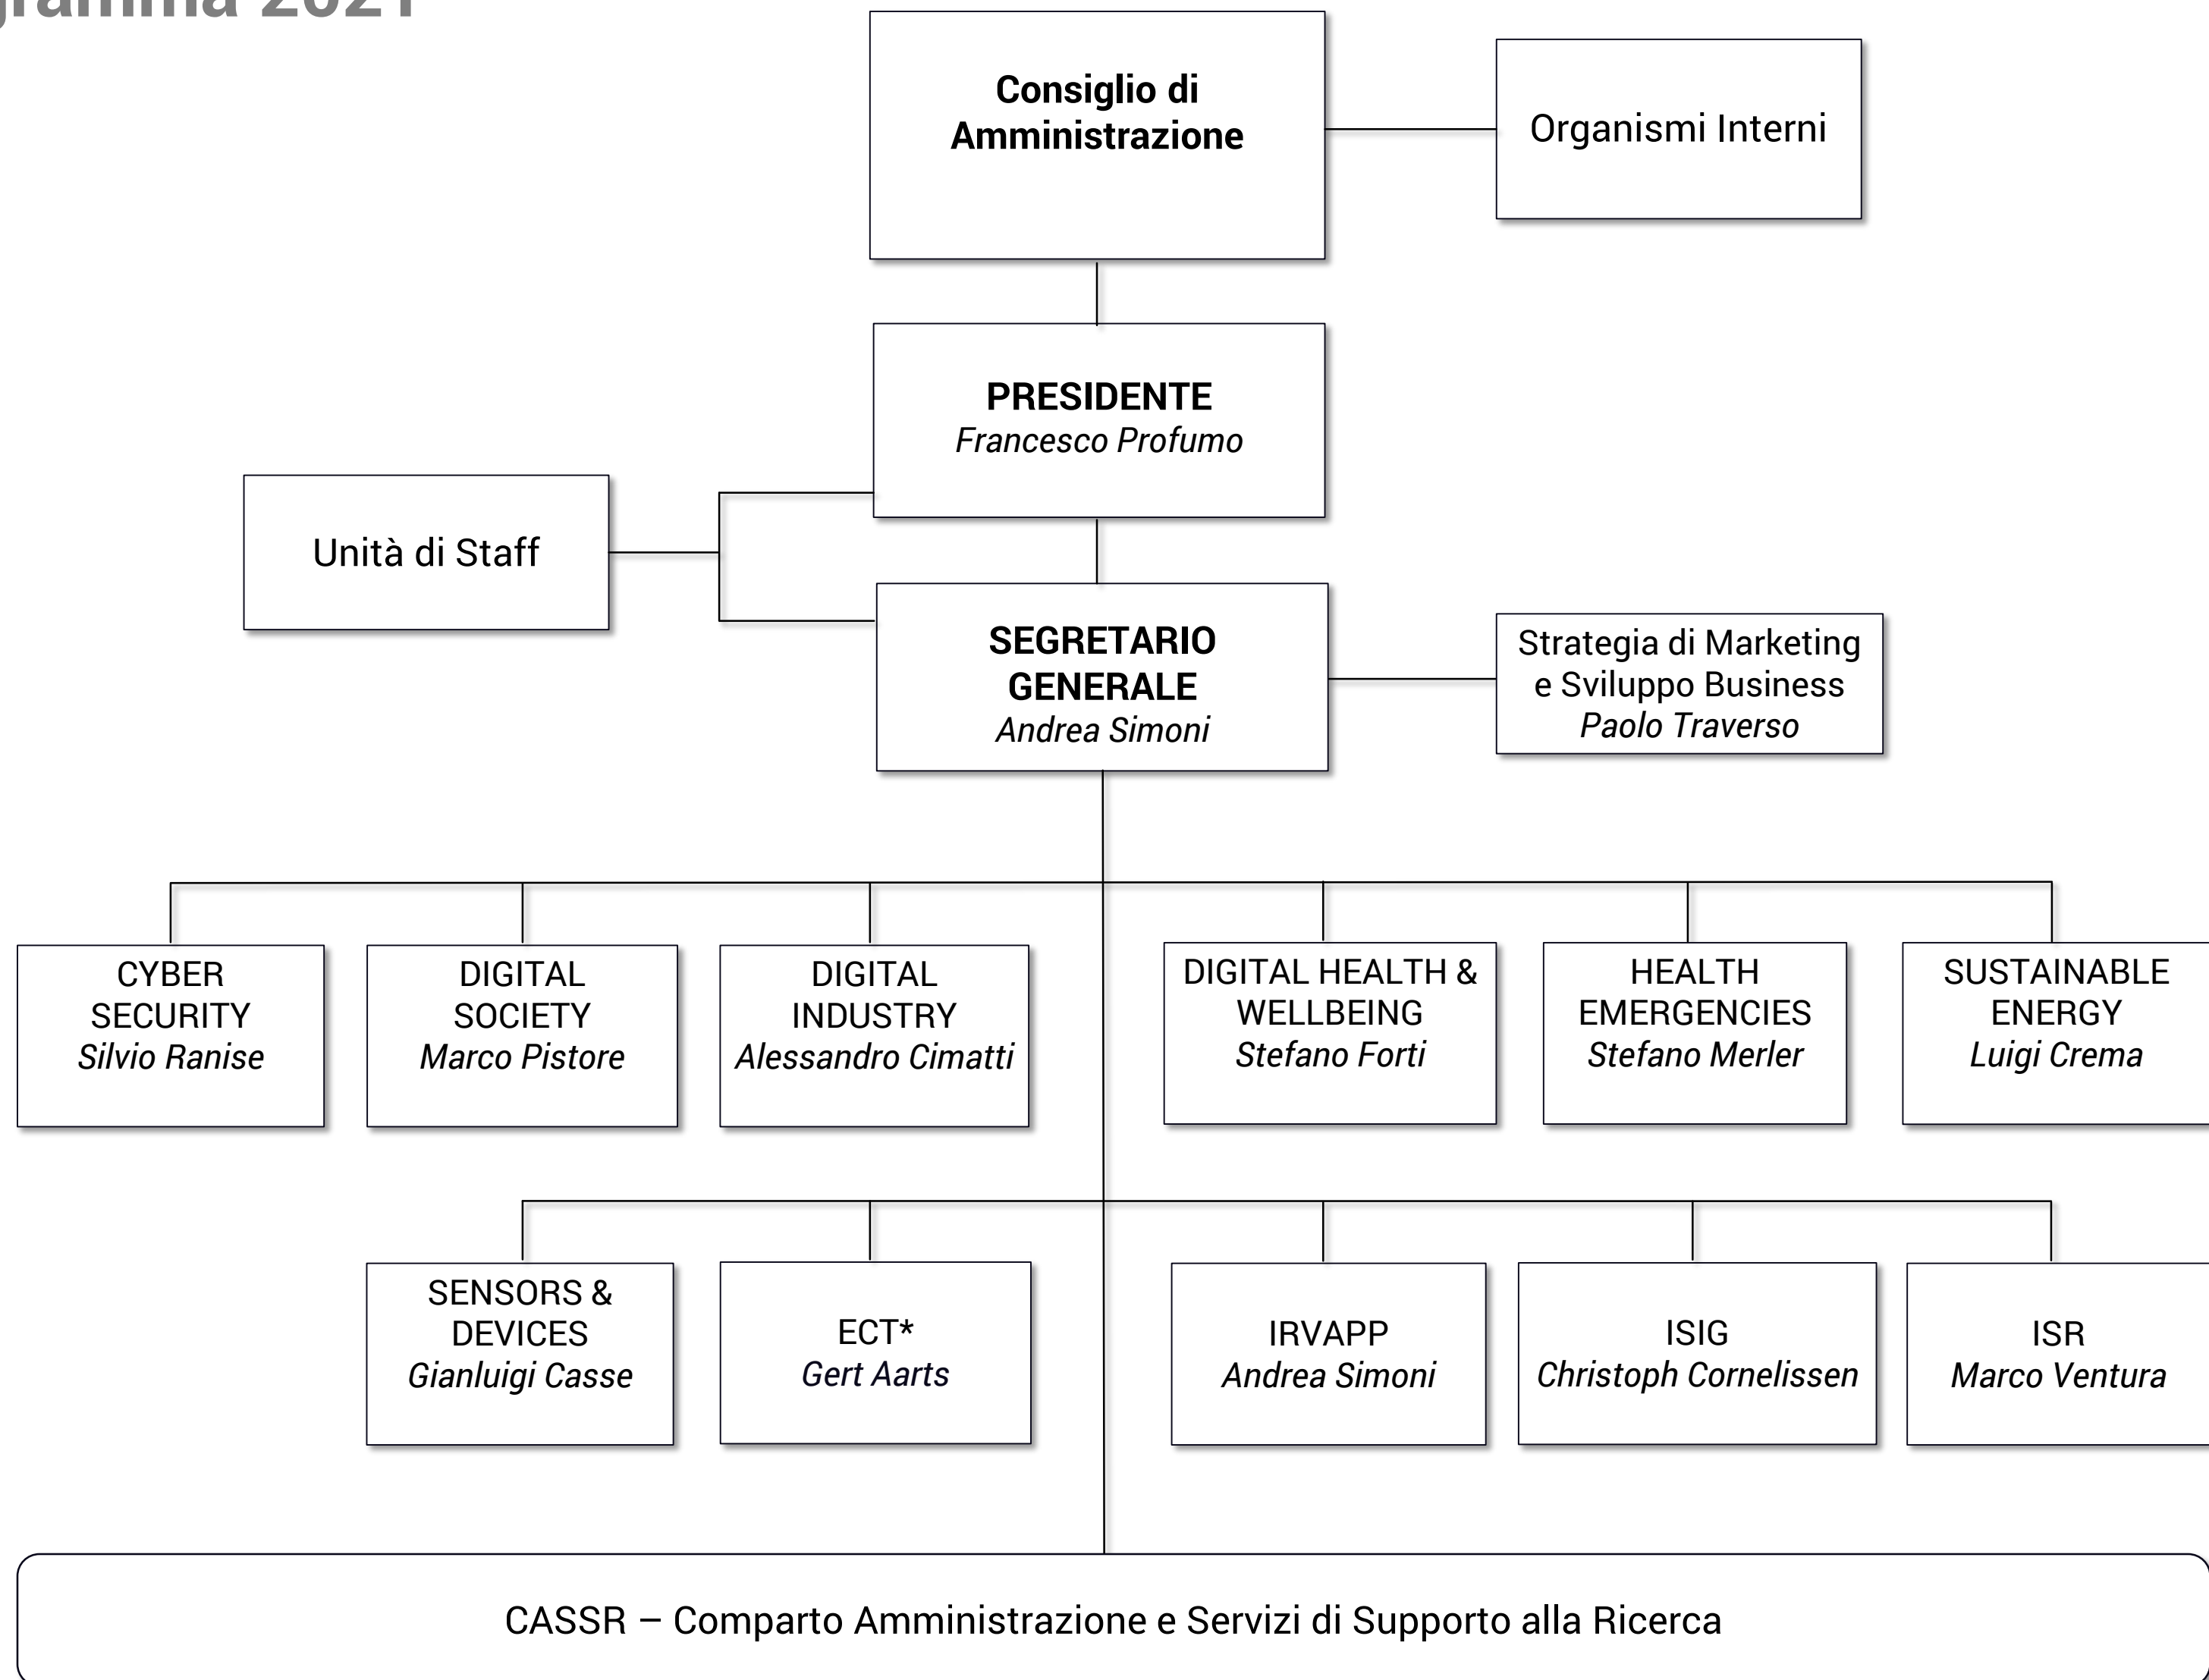 2021
Consiglio di
Amministrazione
Organismi Interni
PRESIDENTE
Francesco Profumo
Unità di Staff
SEGRETARIO
GENERALE
Andrea Simoni
Strategia di Marketing
e Sviluppo Business
Paolo Traverso
CYBER
SECURITY
Silvio Ranise
DIGITAL
SOCIETY
Marco Pistore
DIGITAL
INDUSTRY
Alessandro Cimatti
DIGITAL HEALTH &
WELLBEING
Stefano Forti
HEALTH
EMERGENCIES
Stefano Merler
SUSTAINABLE
ENERGY
Luigi Crema
SENSORS &
DEVICES
Gianluigi Casse
ECT*
Gert Aarts
IRVAPP
Andrea Simoni
ISIG
Christoph Cornelissen
ISR
Marco Ventura
CASSR – Comparto Amministrazione e Servizi di Supporto alla Ricerca